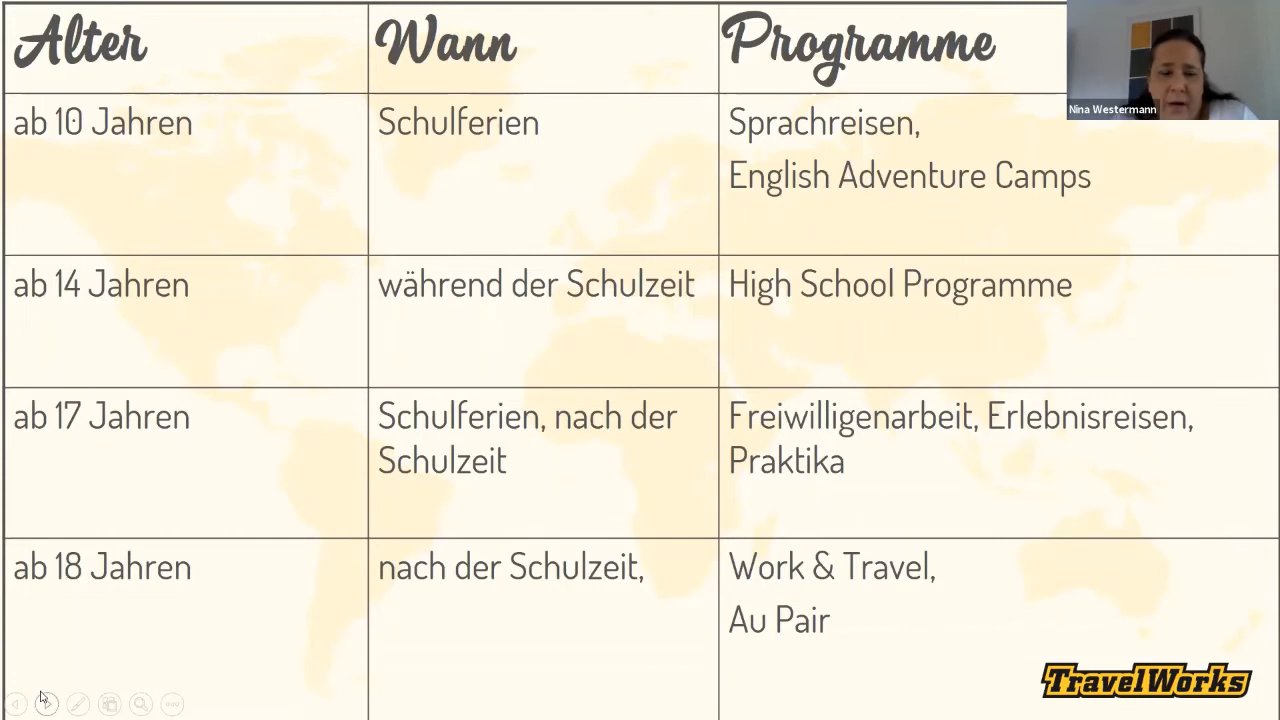 Alter
Wann
Programme
Nina Westermann
ab 10 Jahren
Schulferien
Sprachreisen,
English Adventure Camps
ab 14 Jahren
während der Schulzeit
High School Programme
ab 17 Jahren
Schulferien, nach der
Schulzeit
Freiwilligenarbeit, Erlebnisreisen,
Praktika
ab 18 Jahren
nach der Schulzeit,
Work & Travel,
Au Pair
TravelWorks